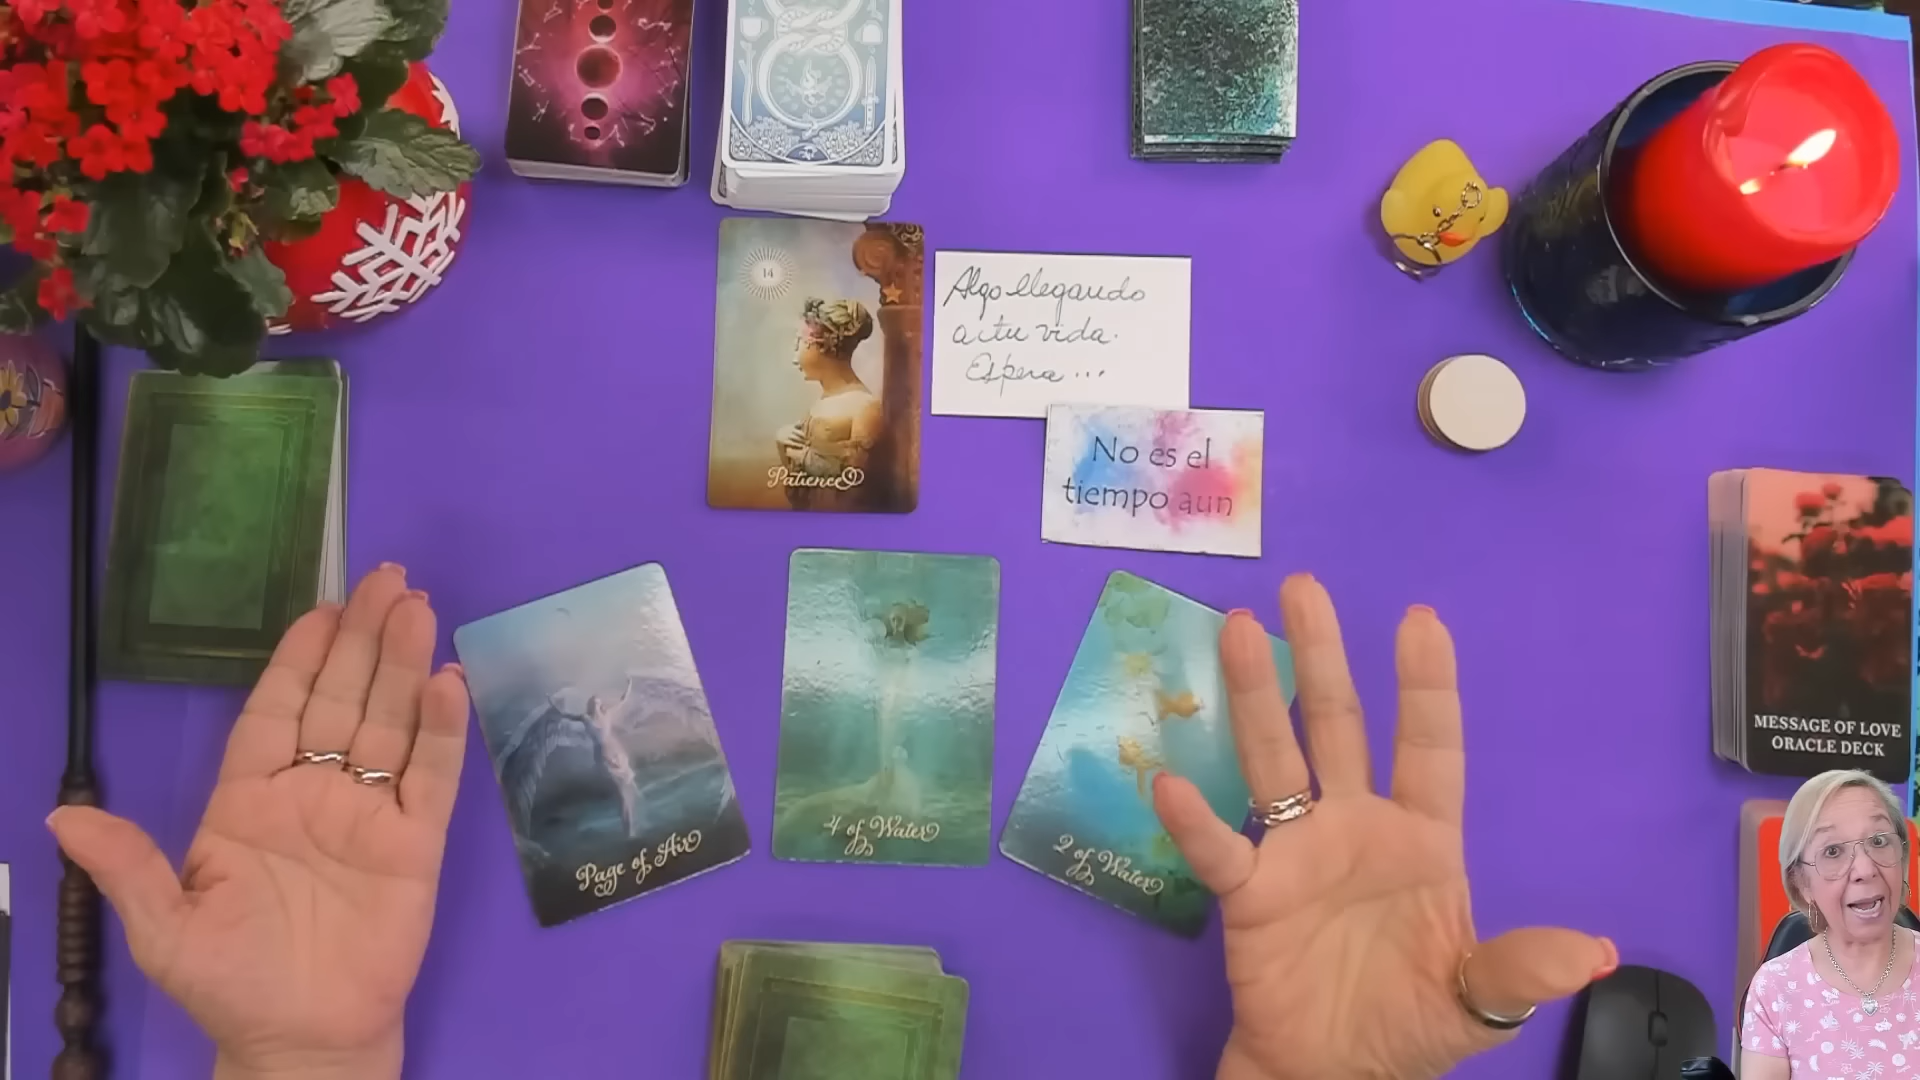 14
Patience
Algo llegando
a tu vida.
Espera...
No es el
tiempo aun
Page of Air
4 of Water
2 of Water
MESSAGE OF LOVE
ORACLE DECK